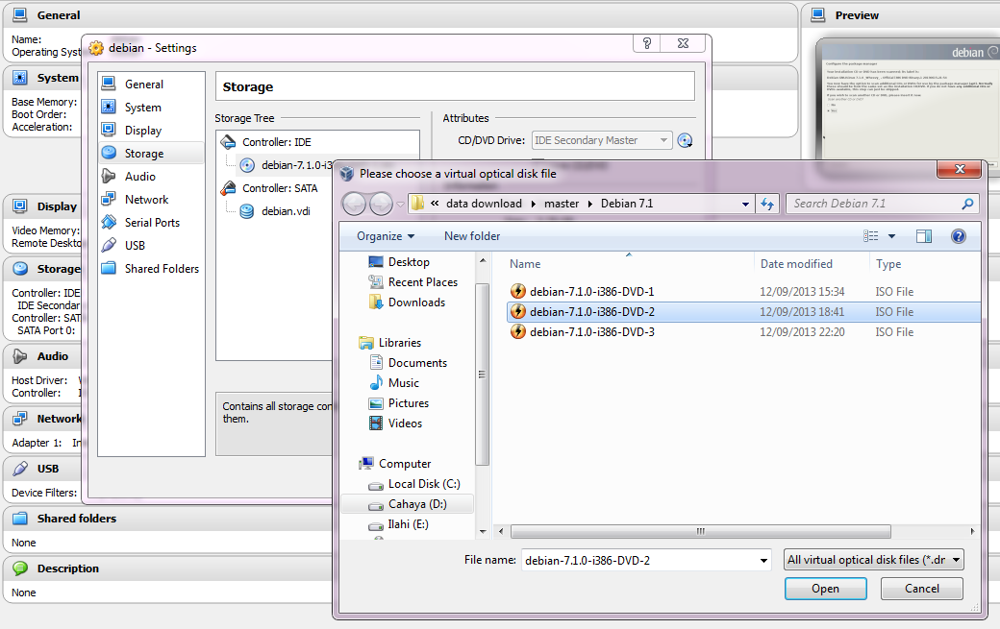 General
Name:
Operating Syst
System
Base Memory:
Boot Order:
Acceleration:
Display
Video Memory:
Remote Deskto
Storage
Controller: IDE
IDE Secondar
Controller: SAT
SATA Port 0:
Audio
Host Driver:
Controller:
Network
Adapter 1: In
USB
Device Filters:
Shared folders
None
Description
None
Preview
debian
Configure the package manager
debian - Settings
General
System
Display
Storage
Audio
Network
Serial Ports
USB
Shared Folders
Storage
Storage Tree
Controller: IDE
debian-7.1.0-i3
Controller: SATA
debian.vdi
Attributes
CD/DVD Drive:
IDE Secondary Master
Contains all storage con
them.
Please choose a virtual optical disk file
« data download master Debian 7.1
Search Debian 7.1
Organize New folder
Desktop
Recent Places
Downloads
Libraries
Documents
Music
Pictures
Videos
Computer
Local Disk (C:)
Cahaya (D:)
Ilahi (E:)
Name Date modified Type
debian-7.1.0-i386-DVD-1 12/09/2013 15:34 ISO File
debian-7.1.0-i386-DVD-2 12/09/2013 18:41 ISO File
debian-7.1.0-i386-DVD-3 12/09/2013 22:20 ISO File
File name: debian-7.1.0-i386-DVD-2
All virtual optical disk files (*.dr
Open Cancel